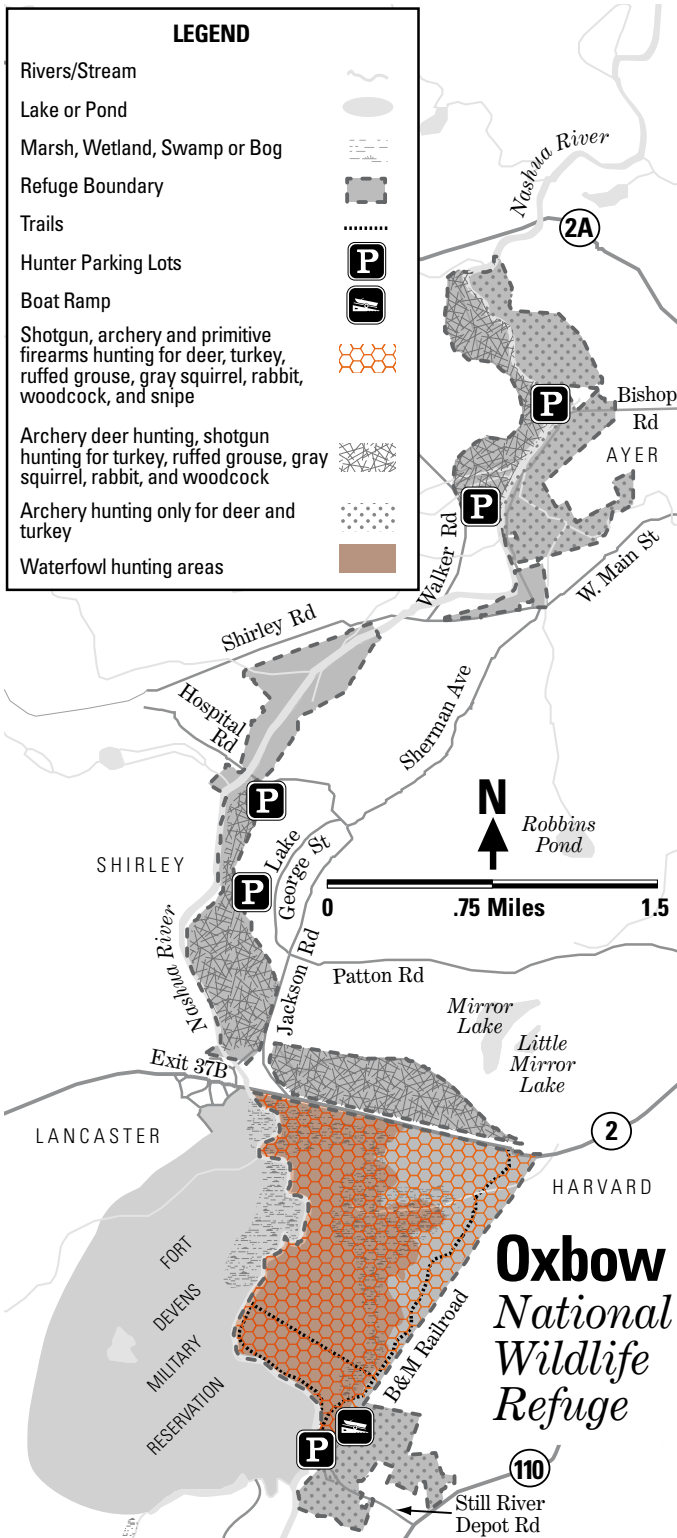 LEGEND
Rivers/Stream
Lake or Pond
Marsh, Wetland, Swamp or Bog
Refuge Boundary
Trails
Hunter Parking Lots
P
Boat Ramp
Shotgun, archery and primitive
firearms hunting for deer, turkey,
ruffed grouse, gray squirrel, rabbit,
woodcock, and snipe
Archery deer hunting, shotgun
hunting for turkey, ruffed grouse, gray
squirrel, rabbit, and woodcock
Archery hunting only for deer and
turkey
Waterfowl hunting areas
Nashua River
2A
P
Bishop
Rd
AYER
P
Walker Rd
W. Main St
Shirley Rd
Hospital
Rd
Sherman Ave
P
N
Robbins
Pond
SHIRLEY
Lake
George St
P
0
.75 Miles
1.5
Nashua River
Jackson Rd
Patton Rd
Mirror
Lake
Little
Mirror
Lake
Exit 37B
LANCASTER
2
HARVARD
FORT
DEVENS
MILITARY
RESERVATION
B&M Railroad
Oxbow
National
Wildlife
Refuge
P
110
Still River
Depot Rd